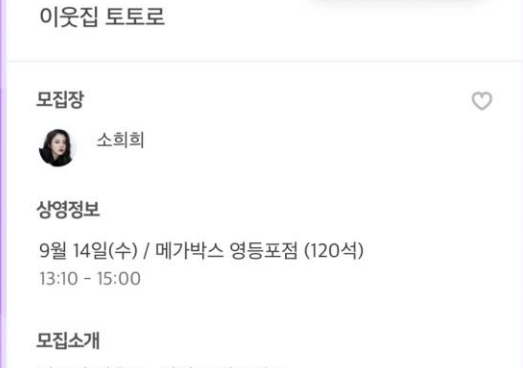 이웃집 토토로
모집장
소희희
상영정보
9월 14일(수) / 메가박스 영등포점 (120석)
13:10 - 15:00
모집소개